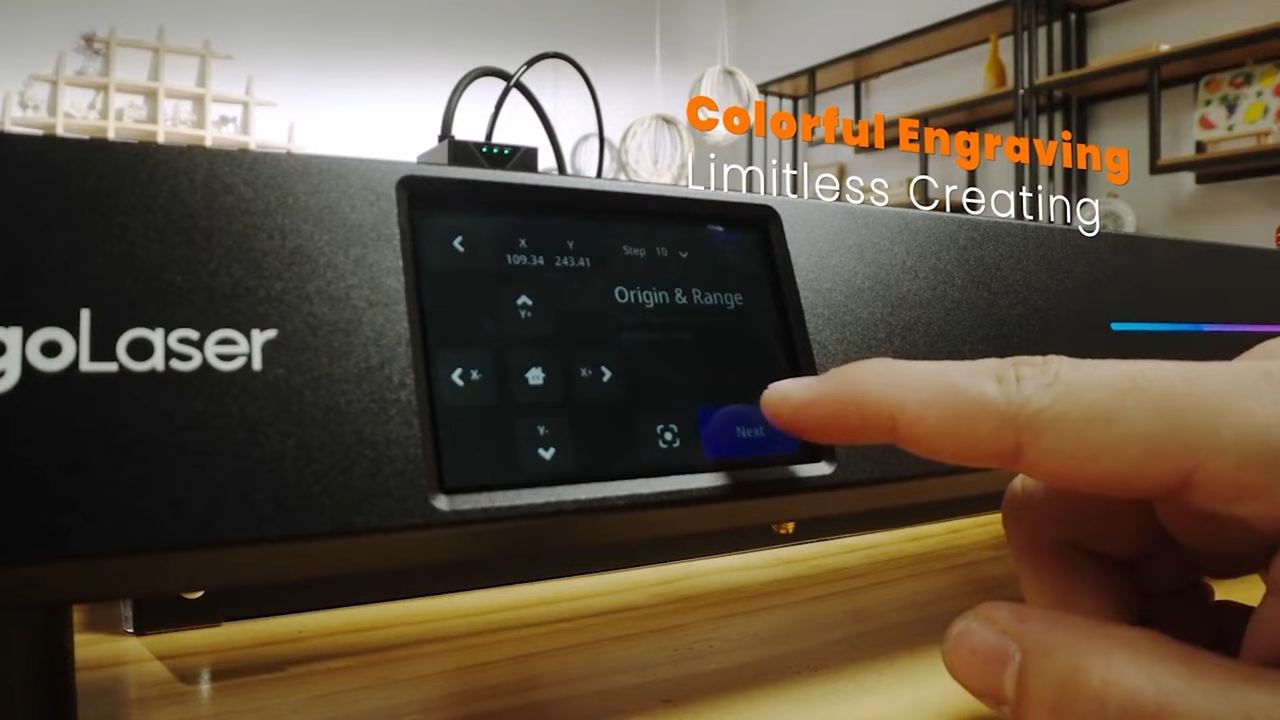 Colorful Engraving
Limitless Creating
goLaser
X Y
109.34 243.41
Step 10
Origin & Range
Y+
X-
X+
Y-
Next